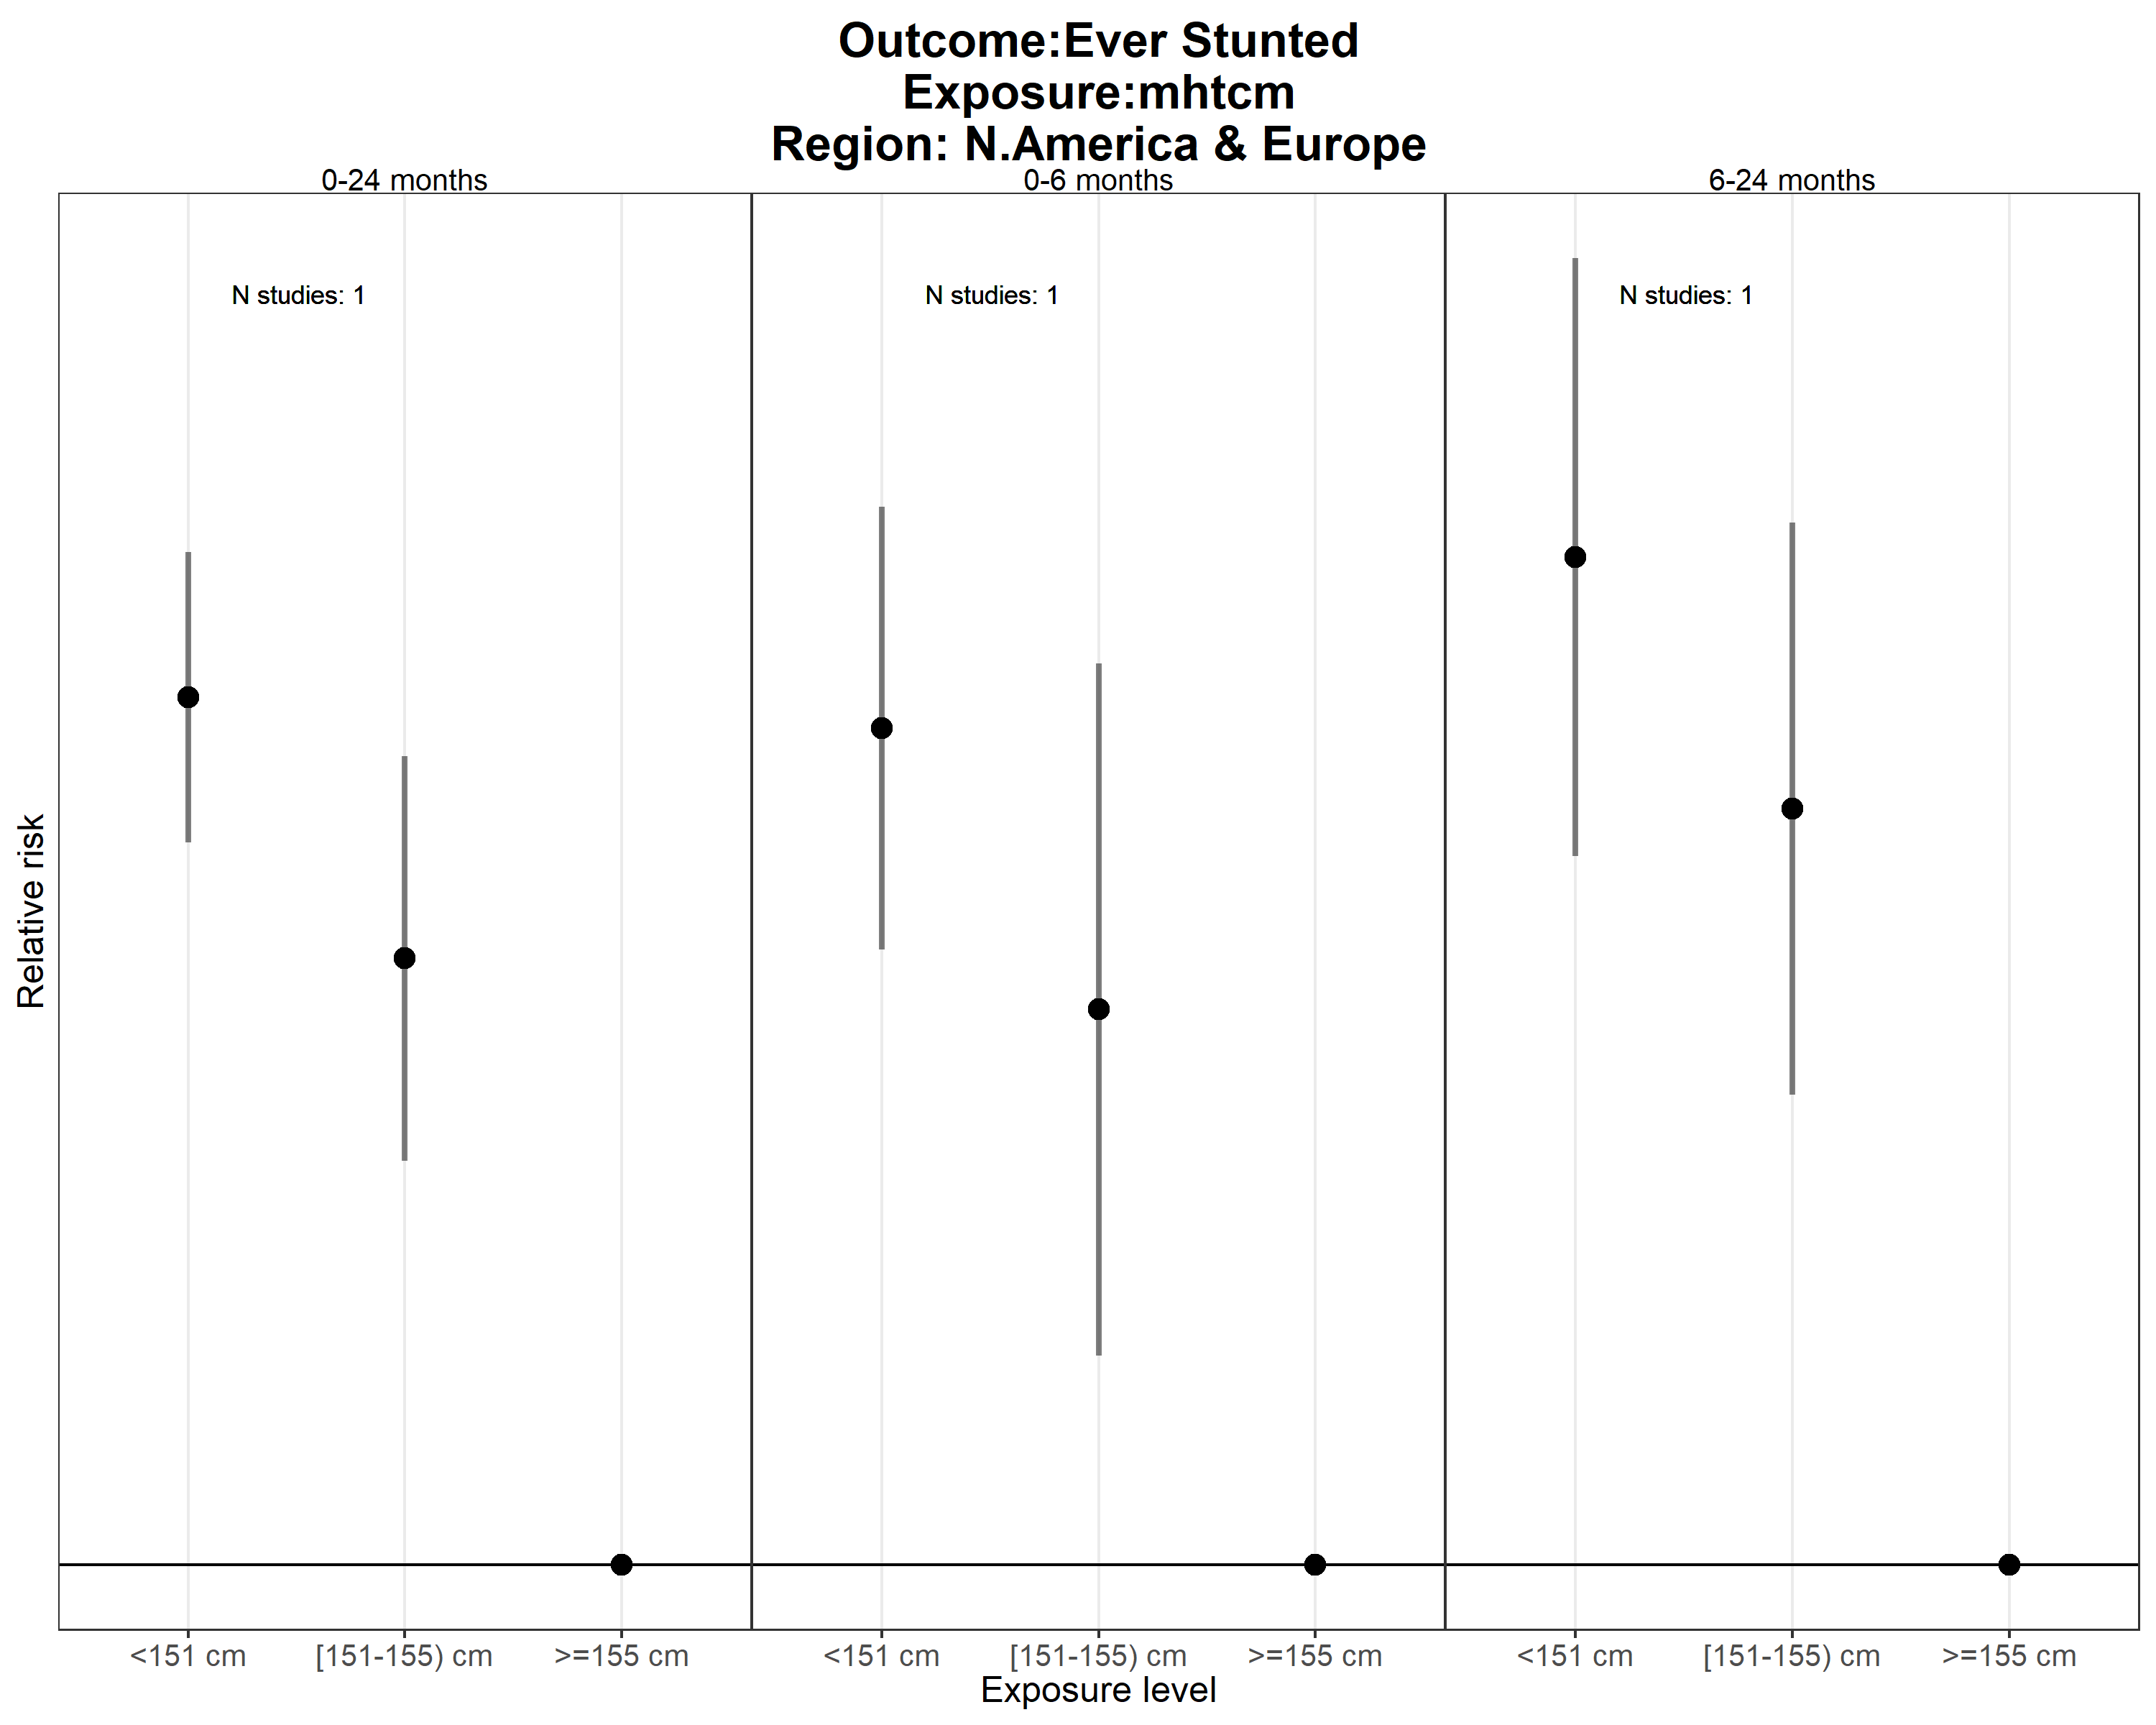 Outcome:Ever Stunted
Exposure:mhtcm
Region: N.America & Europe
0-24 months
0-6 months
6-24 months
N studies: 1
N studies: 1
N studies: 1
Relative risk
<151 cm
[151-155) cm
>=155 cm
<151 cm
[151-155) cm
>=155 cm
<151 cm
[151-155) cm
>=155 cm
Exposure level